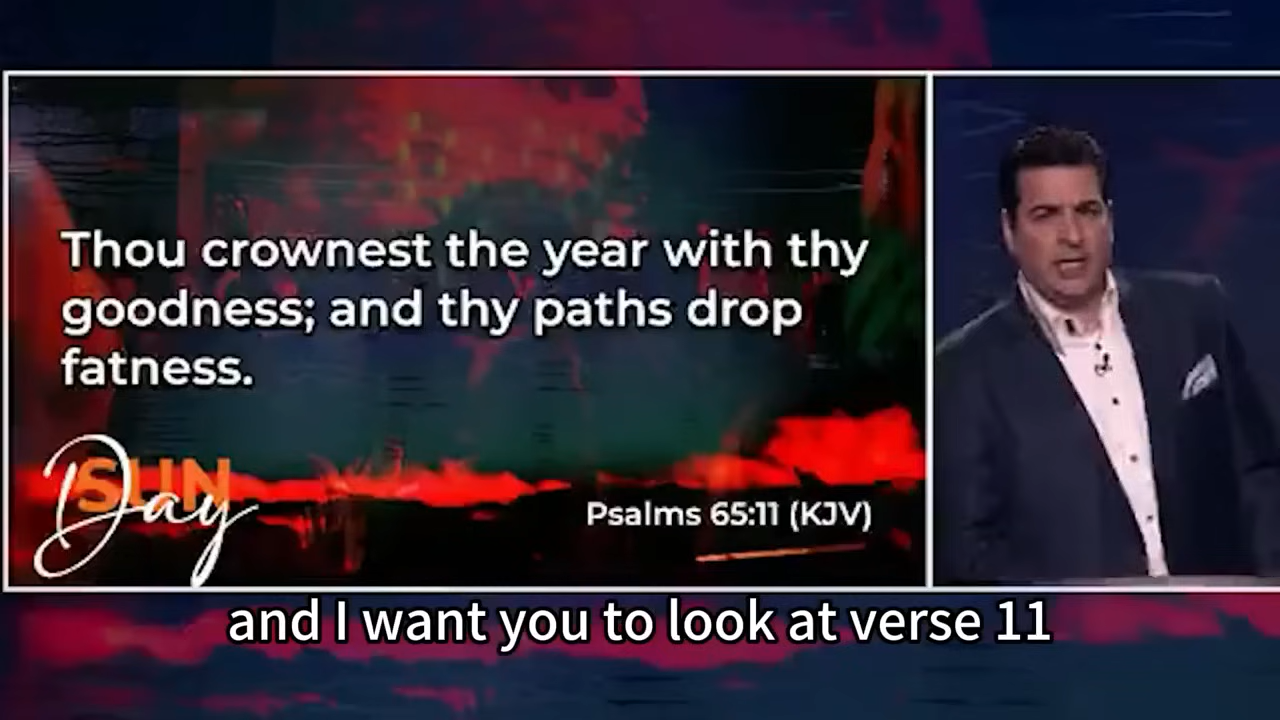 Thou crownest the year with thy
goodness; and thy paths drop
fatness.
SUN
Day
Psalms 65:11 (KJV)
and I want you to look at verse 11